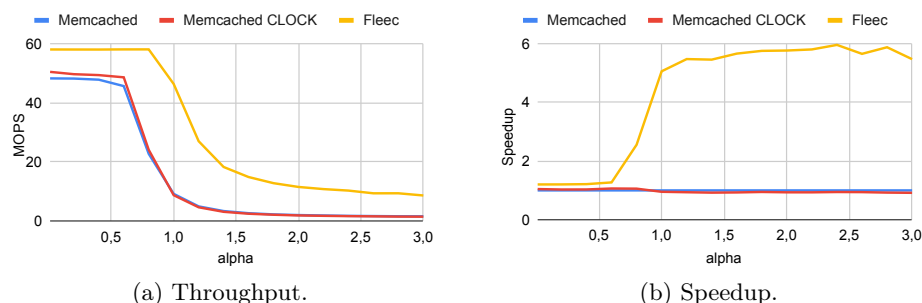 Memcached Memcached CLOCK Fleec
60
40
20
0
MOPS
0,5 1,0 1,5 2,0 2,5 3,0
alpha
(a) Throughput.
Memcached Memcached CLOCK Fleec
6
4
2
0
Speedup
0,5 1,0 1,5 2,0 2,5 3,0
alpha
(b) Speedup.